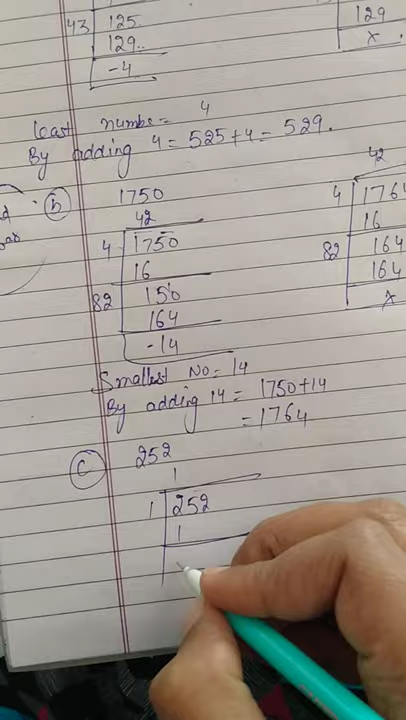 43 125
129
129..
x
-4
least numbe= 4
By adding 4 = 525+4 = 529.
b 1750
42
42
4 1750
4 1764
16
16
82 150
82 164
164
164
-14
x
Smallest No = 14
By adding 14 = 1750+14
= 1764
c 252
1
1 252
1